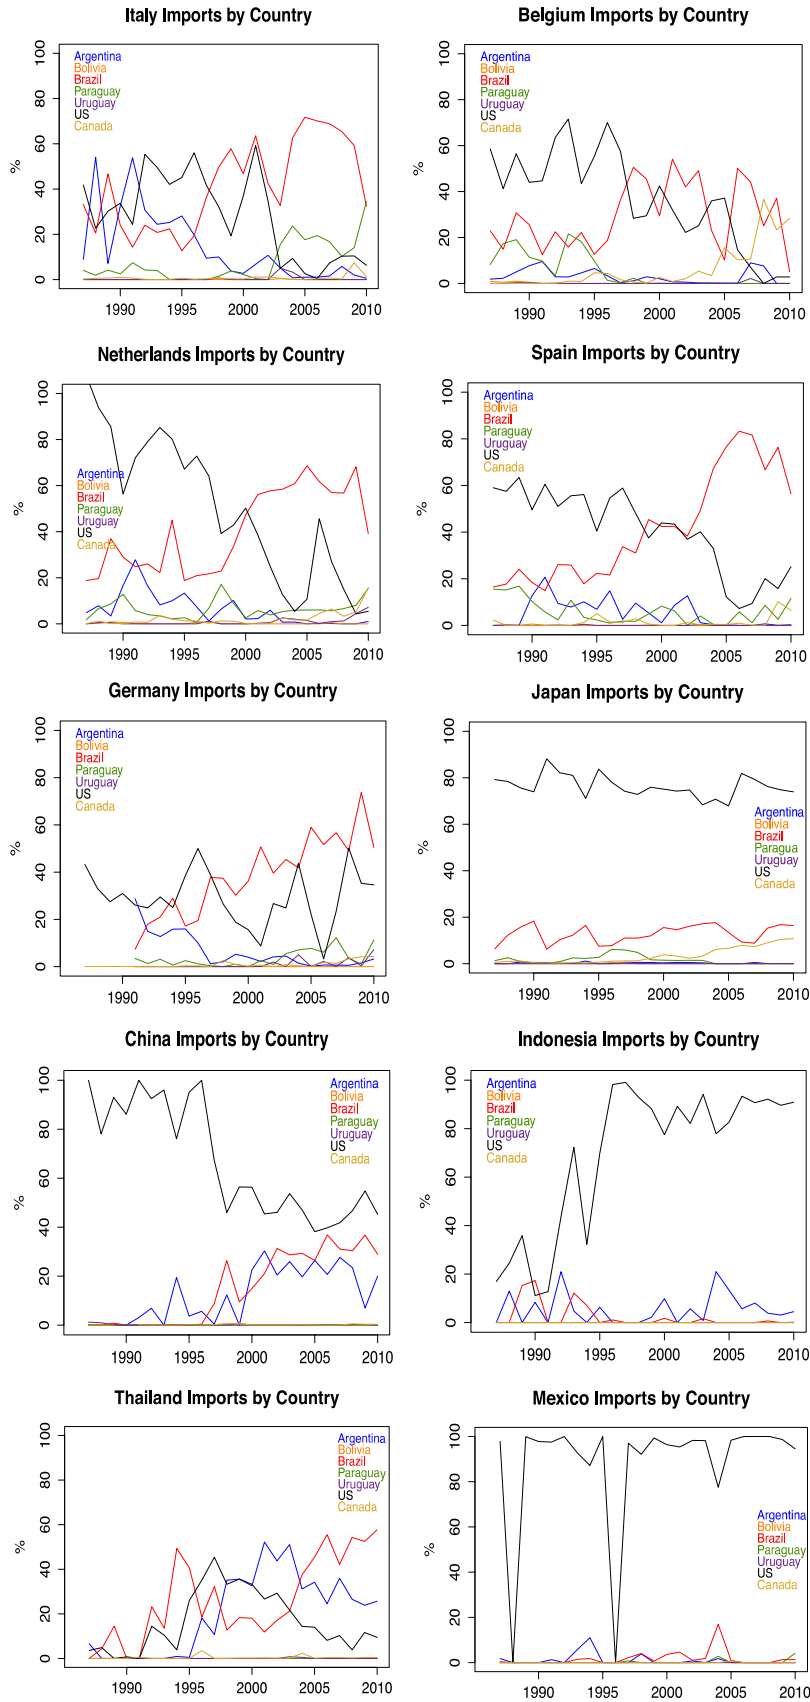 Italy Imports by Country
%
0 20 40 60 80 100
Argentina
Bolivia
Brazil
Paraguay
Uruguay
US
Canada
1990 1995 2000 2005 2010
Belgium Imports by Country
%
0 20 40 60 80 100
Argentina
Bolivia
Brazil
Paraguay
Uruguay
US
Canada
1990 1995 2000 2005 2010
Netherlands Imports by Country
%
0 20 40 60 80 100
Argentina
Bolivia
Brazil
Paraguay
Uruguay
US
Canada
1990 1995 2000 2005 2010
Spain Imports by Country
%
0 20 40 60 80 100
Argentina
Bolivia
Brazil
Paraguay
Uruguay
US
Canada
1990 1995 2000 2005 2010
Germany Imports by Country
%
0 20 40 60 80 100
Argentina
Bolivia
Brazil
Paraguay
Uruguay
US
Canada
1990 1995 2000 2005 2010
Japan Imports by Country
%
0 20 40 60 80 100
Argentina
Bolivia
Brazil
Paragua
Uruguay
US
Canada
1990 1995 2000 2005 2010
China Imports by Country
%
0 20 40 60 80 100
Argentina
Bolivia
Brazil
Paraguay
Uruguay
US
Canada
1990 1995 2000 2005 2010
Indonesia Imports by Country
%
0 20 40 60 80 100
Argentina
Bolivia
Brazil
Paraguay
Uruguay
US
Canada
1990 1995 2000 2005 2010
Thailand Imports by Country
%
0 20 40 60 80 100
Argentina
Bolivia
Brazil
Paraguay
Uruguay
US
Canada
1990 1995 2000 2005 2010
Mexico Imports by Country
%
0 20 40 60 80 100
Argentina
Bolivia
Brazil
Paraguay
Uruguay
US
Canada
1990 1995 2000 2005 2010